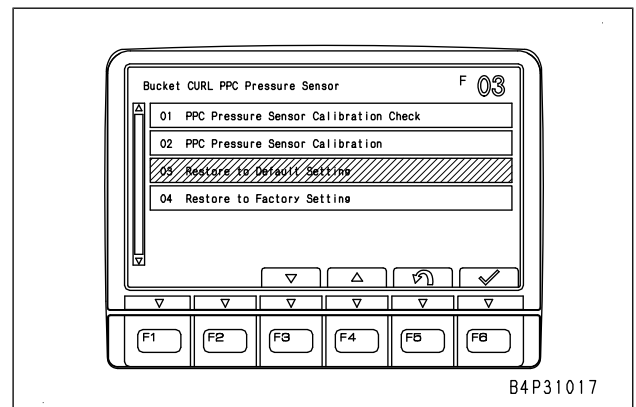 Bucket CURL PPC Pressure Sensor F 03
01 PPC Pressure Sensor Calibration Check
02 PPC Pressure Sensor Calibration
03 Restore to Default Setting
04 Restore to Factory Setting
F1 F2 F3 F4 F5 F6
B4P31017